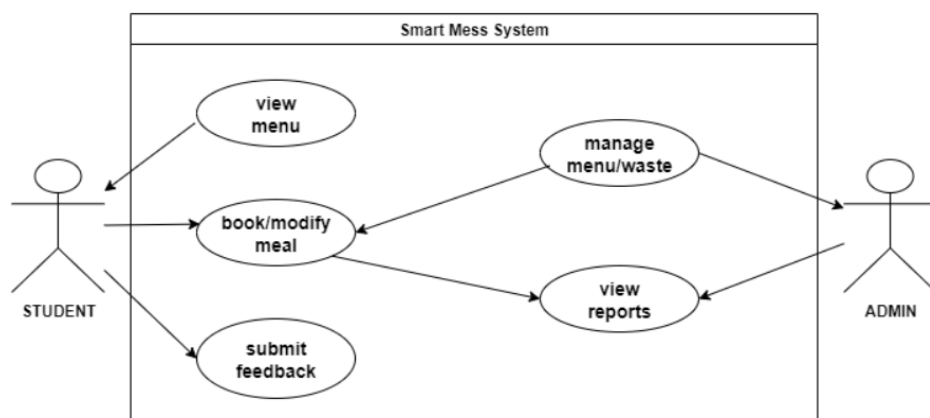 Smart Mess System
view
menu
manage
menu/waste
book/modify
meal
view
reports
STUDENT
ADMIN
submit
feedback